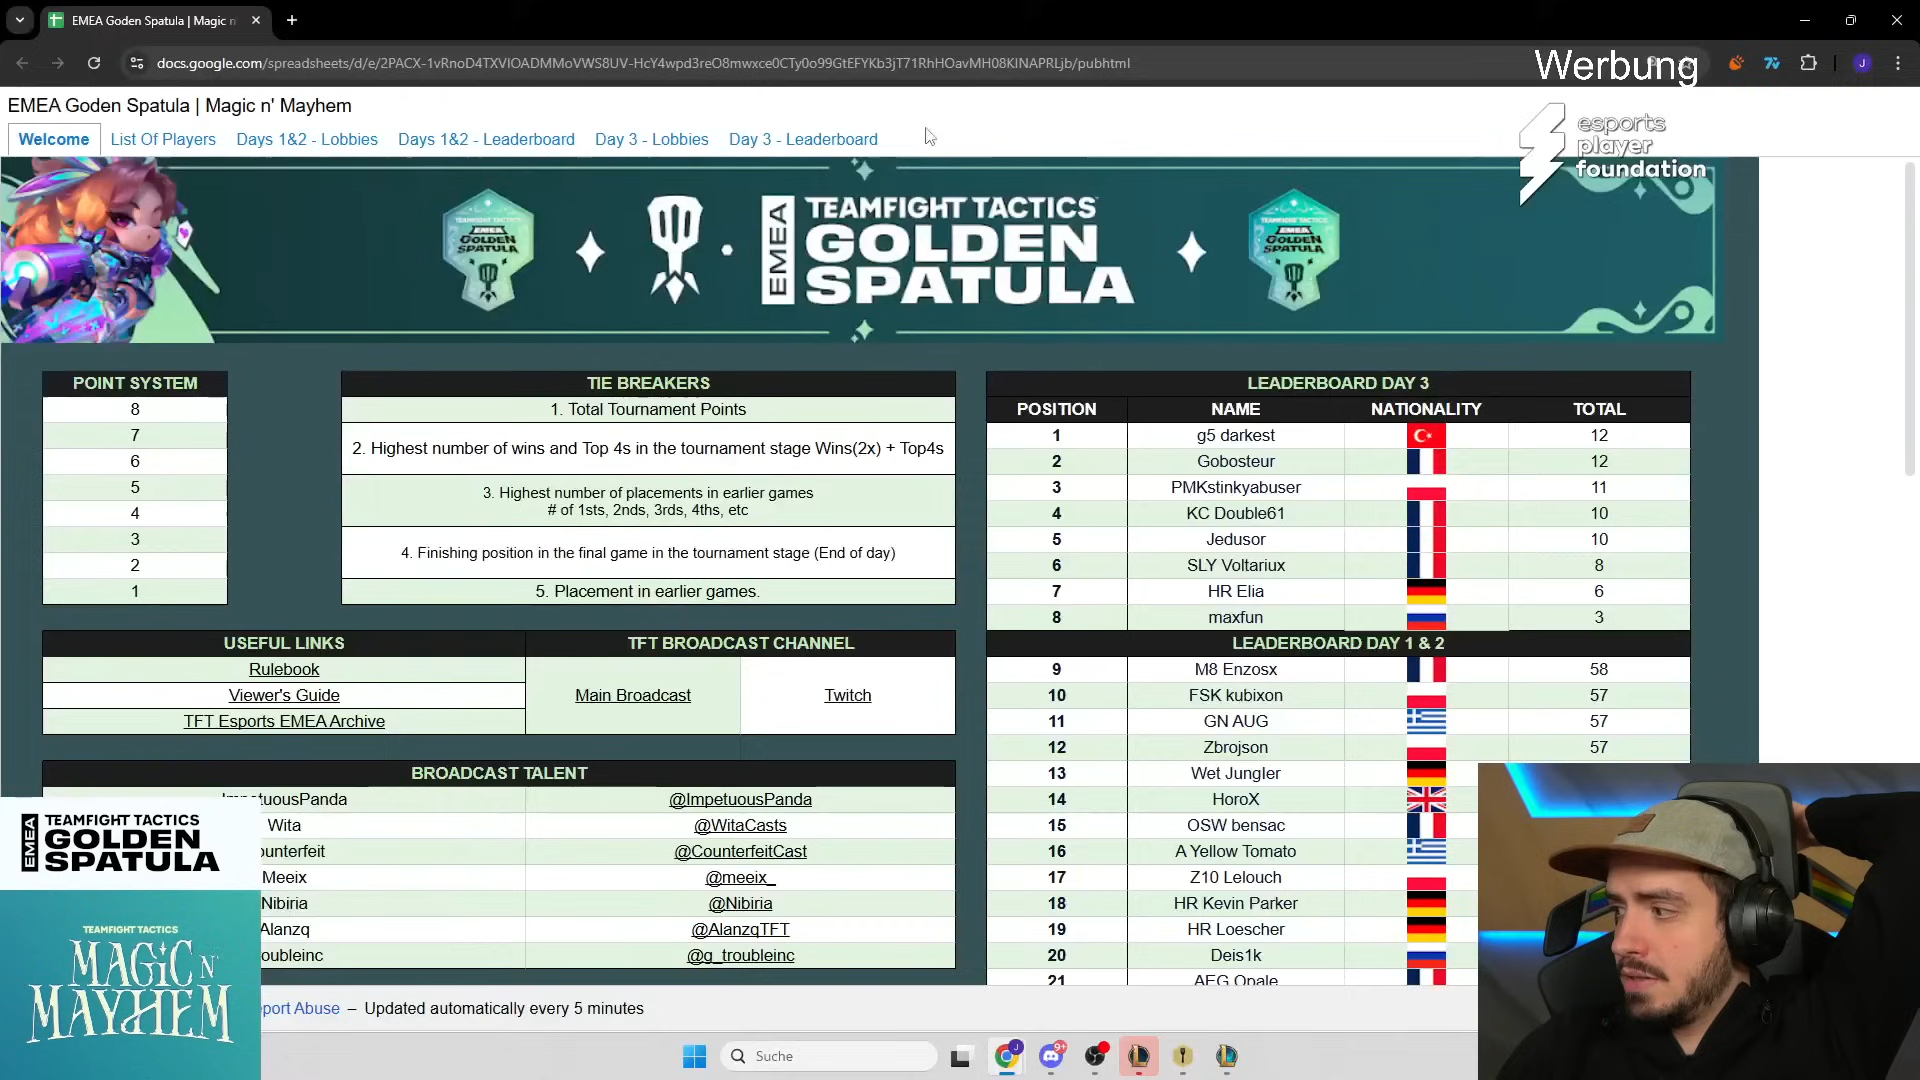 EMEA Goden Spatula | Magic n'
docs.google.com/spreadsheets/d/e/2PACX-1vRnoD4TXVIOADMMoVWS8UV-HcY4wpd3reO8mwxce0CTy0o99GtEFYKb3jT71RhHOavMH08KlNAPRLjb/pubhtml
Werbung
EMEA Goden Spatula | Magic n' Mayhem
esports
player
foundation
Welcome List Of Players Days 1&2 - Lobbies Days 1&2 - Leaderboard Day 3 - Lobbies Day 3 - Leaderboard
EMEA
TEAMFIGHT TACTICS
GOLDEN
SPATULA
POINT SYSTEM
8
7
6
5
4
3
2
1
TIE BREAKERS
1. Total Tournament Points
2. Highest number of wins and Top 4s in the tournament stage Wins(2x) + Top4s
3. Highest number of placements in earlier games
# of 1sts, 2nds, 3rds, 4ths, etc
4. Finishing position in the final game in the tournament stage (End of day)
5. Placement in earlier games.
LEADERBOARD DAY 3
POSITION NAME NATIONALITY TOTAL
1 g5 darkest 12
2 Gobosteur 12
3 PMKstinkyabuser 11
4 KC Double61 10
5 Jedusor 10
6 SLY Voltariux 8
7 HR Elia 6
8 maxfun 3
LEADERBOARD DAY 1 & 2
9 M8 Enzosx 58
10 FSK kubixon 57
11 GN AUG 57
12 Zbrojson 57
13 Wet Jungler
14 HoroX
15 OSW bensac
16 A Yellow Tomato
17 Z10 Lelouch
18 HR Kevin Parker
19 HR Loescher
20 Deis1k
21 AEG Opale
USEFUL LINKS
Rulebook
Viewer's Guide
TFT Esports EMEA Archive
TFT BROADCAST CHANNEL
Main Broadcast Twitch
BROADCAST TALENT
ImpetuousPanda @ImpetuousPanda
Wita @WitaCasts
ounterfeit @CounterfeitCast
Meeix @meeix_
Nibiria @Nibiria
Alanzq @AlanzqTFT
oubleinc @g_troubleinc
EMEA
TEAMFIGHT TACTICS
GOLDEN
SPATULA
TEAMFIGHT TACTICS
MAGIC N'
MAYHEM
eport Abuse – Updated automatically every 5 minutes
Suche
J
9+